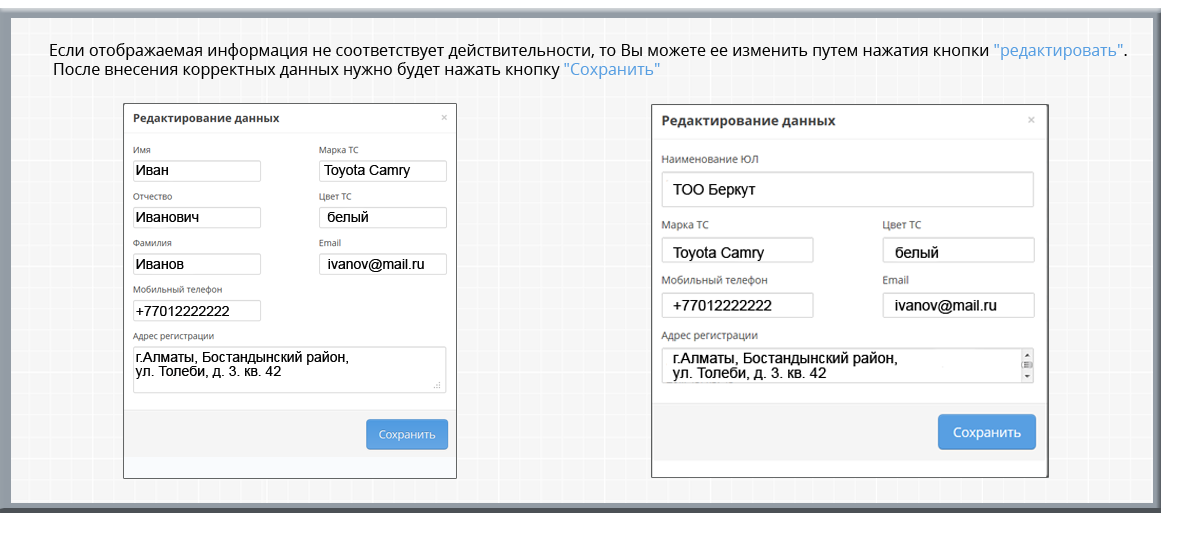 Если отображаемая информация не соответствует действительности, то Вы можете ее изменить путем нажатия кнопки "редактировать".
После внесения корректных данных нужно будет нажать кнопку "Сохранить"
Редактирование данных ×
Имя
Марка ТС
Иван
Toyota Camry
Отчество
Цвет ТС
Иванович
белый
Фамилия
Email
Иванов
ivanov@mail.ru
Мобильный телефон
+77012222222
Адрес регистрации
г.Алматы, Бостандынский район,
ул. Толеби, д. 3. кв. 42
Сохранить
Редактирование данных ×
Наименование ЮЛ
ТОО Беркут
Марка ТС
Цвет ТС
Toyota Camry
белый
Мобильный телефон
Email
+77012222222
ivanov@mail.ru
Адрес регистрации
г.Алматы, Бостандынский район,
ул. Толеби, д. 3. кв. 42
Сохранить